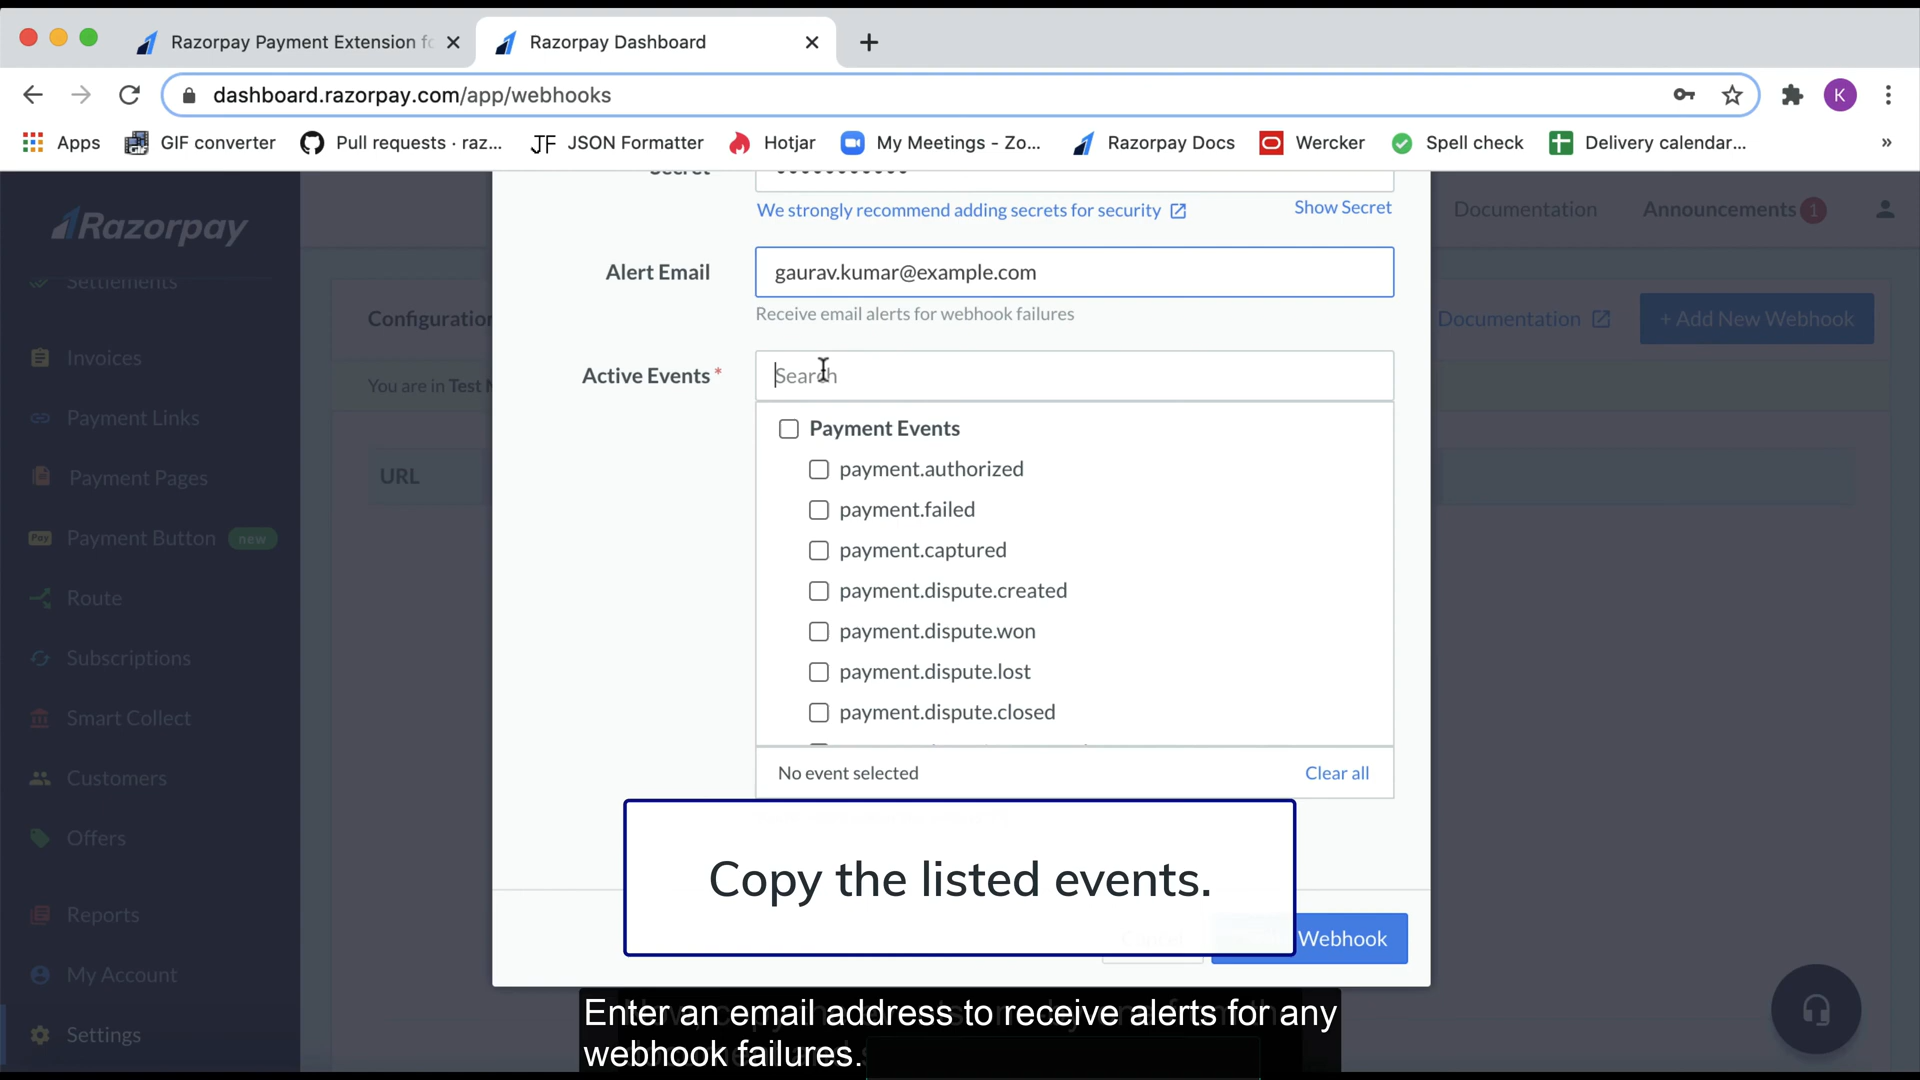 Razorpay Payment Extension fo
Razorpay Dashboard
dashboard.razorpay.com/app/webhooks
K
Apps
GIF converter
Pull requests · raz...
JSON Formatter
Hotjar
My Meetings - Zo...
Razorpay Docs
Wercker
Spell check
Delivery calendar...
»
Razorpay
Settlements
Invoices
Payment Links
Payment Pages
Pay
Payment Button
new
Route
Subscriptions
Smart Collect
Customers
Offers
Reports
My Account
Settings
Documentation
Announcements
1
Configuration
Documentation
+ Add New Webhook
You are in Test M
URL
Secret
We strongly recommend adding secrets for security
Show Secret
Alert Email
gaurav.kumar@example.com
Receive email alerts for webhook failures
Active Events *
Search
Payment Events
payment.authorized
payment.failed
payment.captured
payment.dispute.created
payment.dispute.won
payment.dispute.lost
payment.dispute.closed
No event selected
Clear all
Copy the listed events.
Webhook
Enter an email address to receive alerts for any
webhook failures.